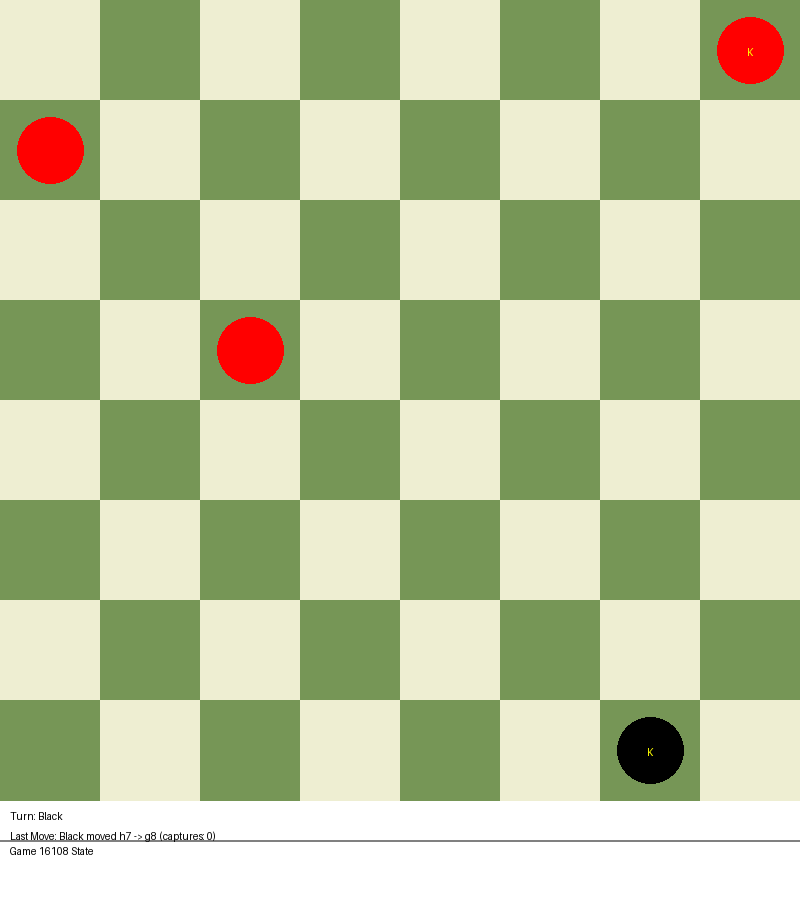 K
K
Turn: Black
Last Move: Black moved h7 -> g8 (captures: 0)
Game 16108 State